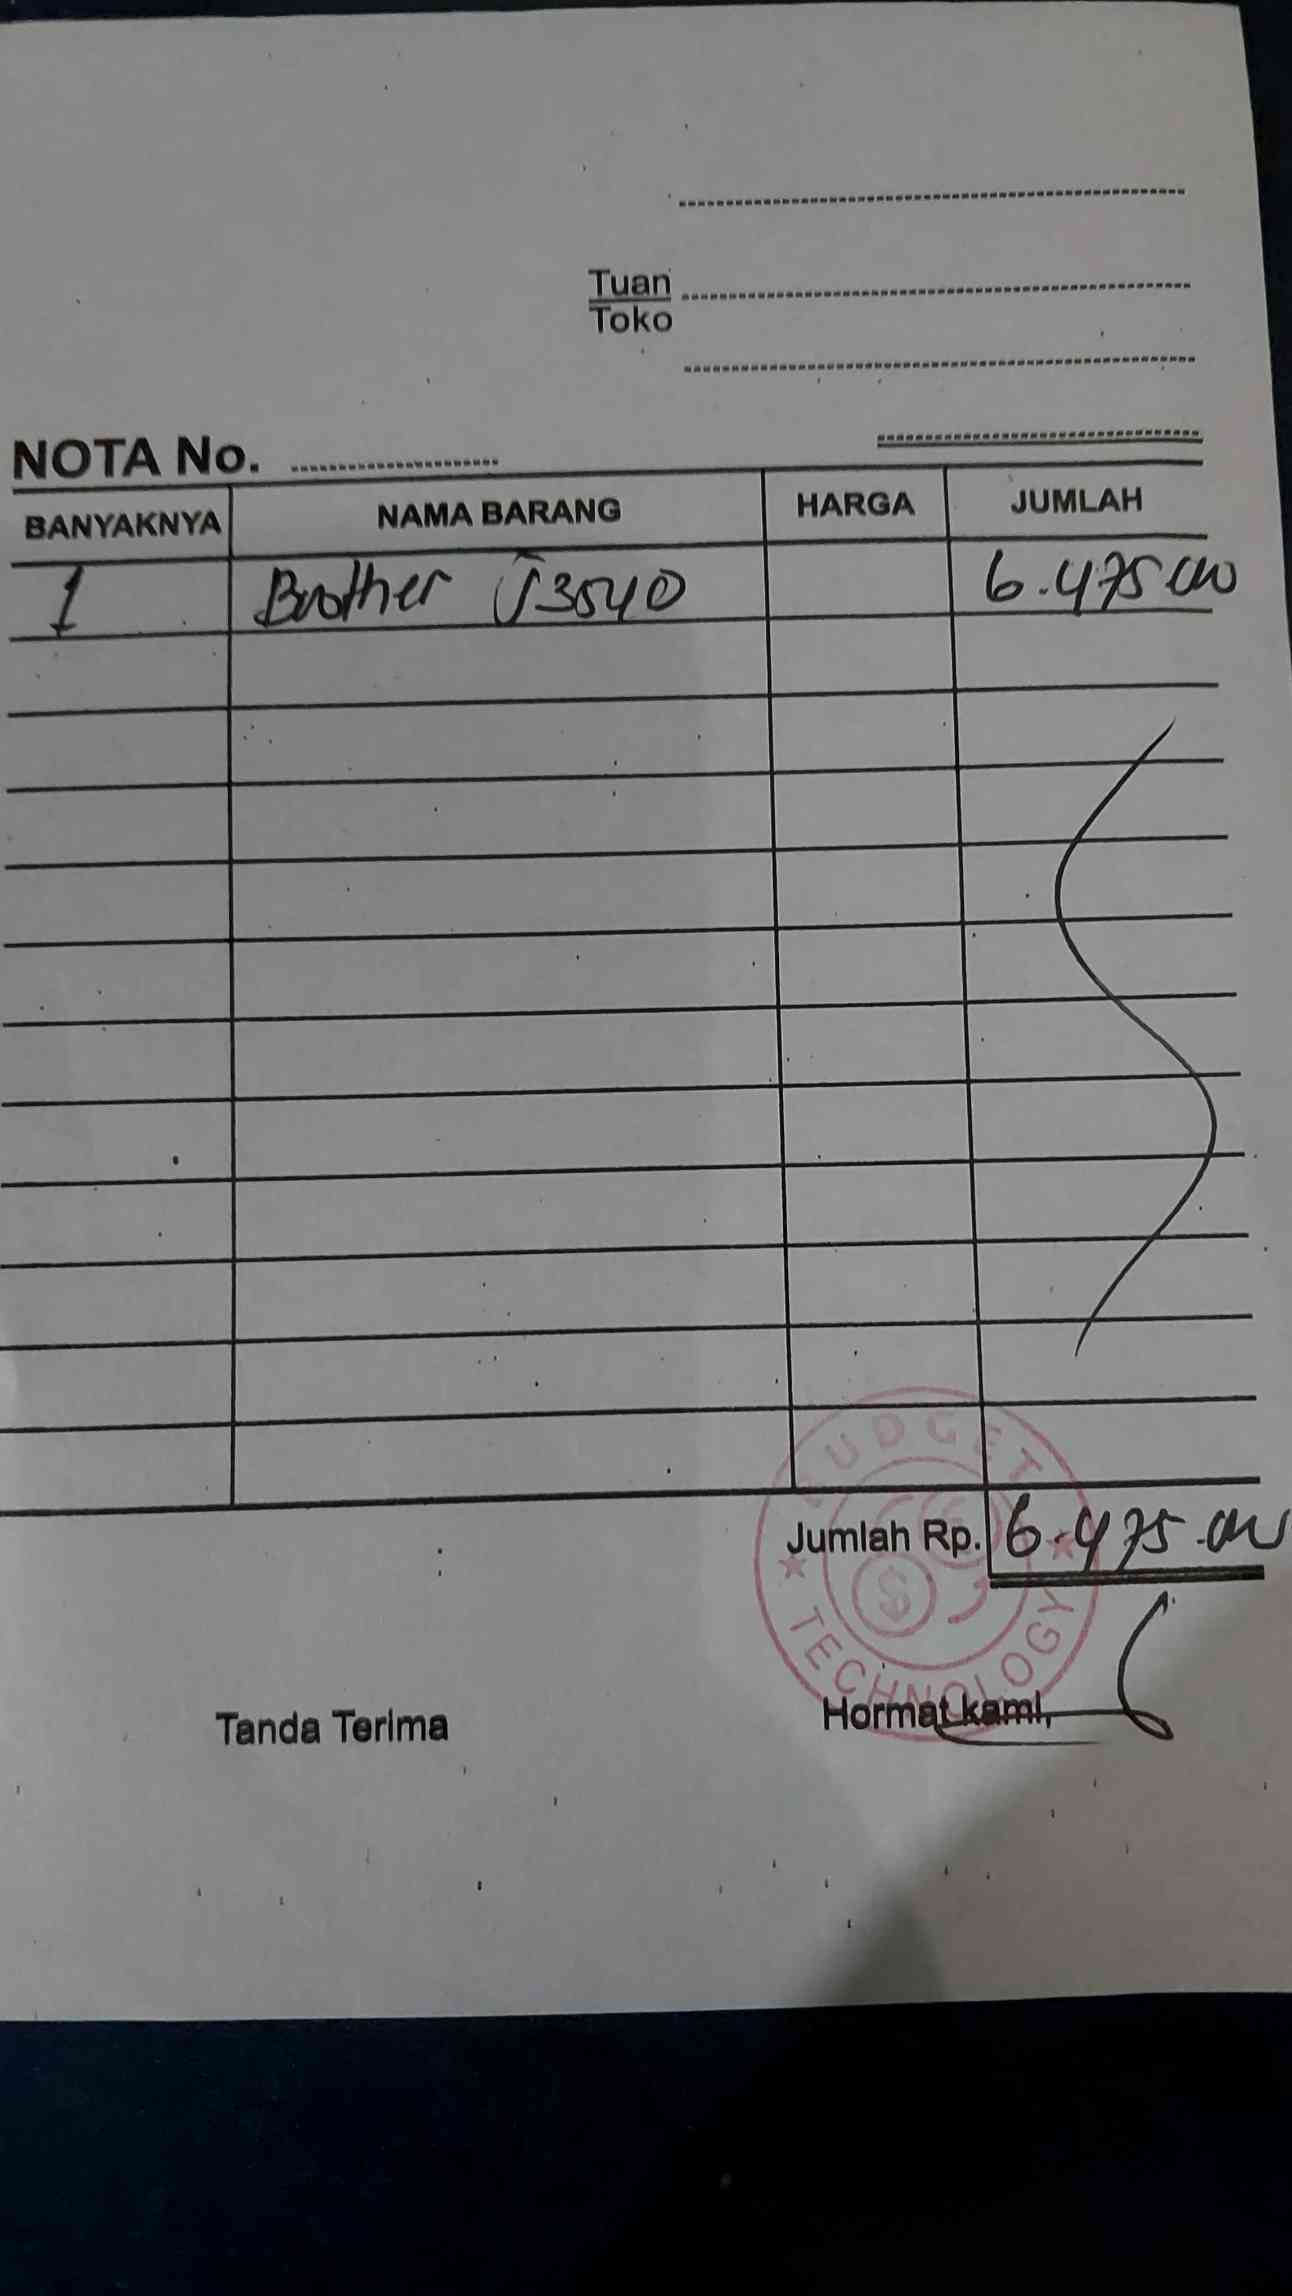 Tuan
Toko
NOTA No.
BANYAKNYA NAMA BARANG HARGA JUMLAH
1 Brother J3540 6.475.000
BUDGET
Jumlah Rp. 6.475.000
TECHNOLOGY
Tanda Terima Hormat kami,